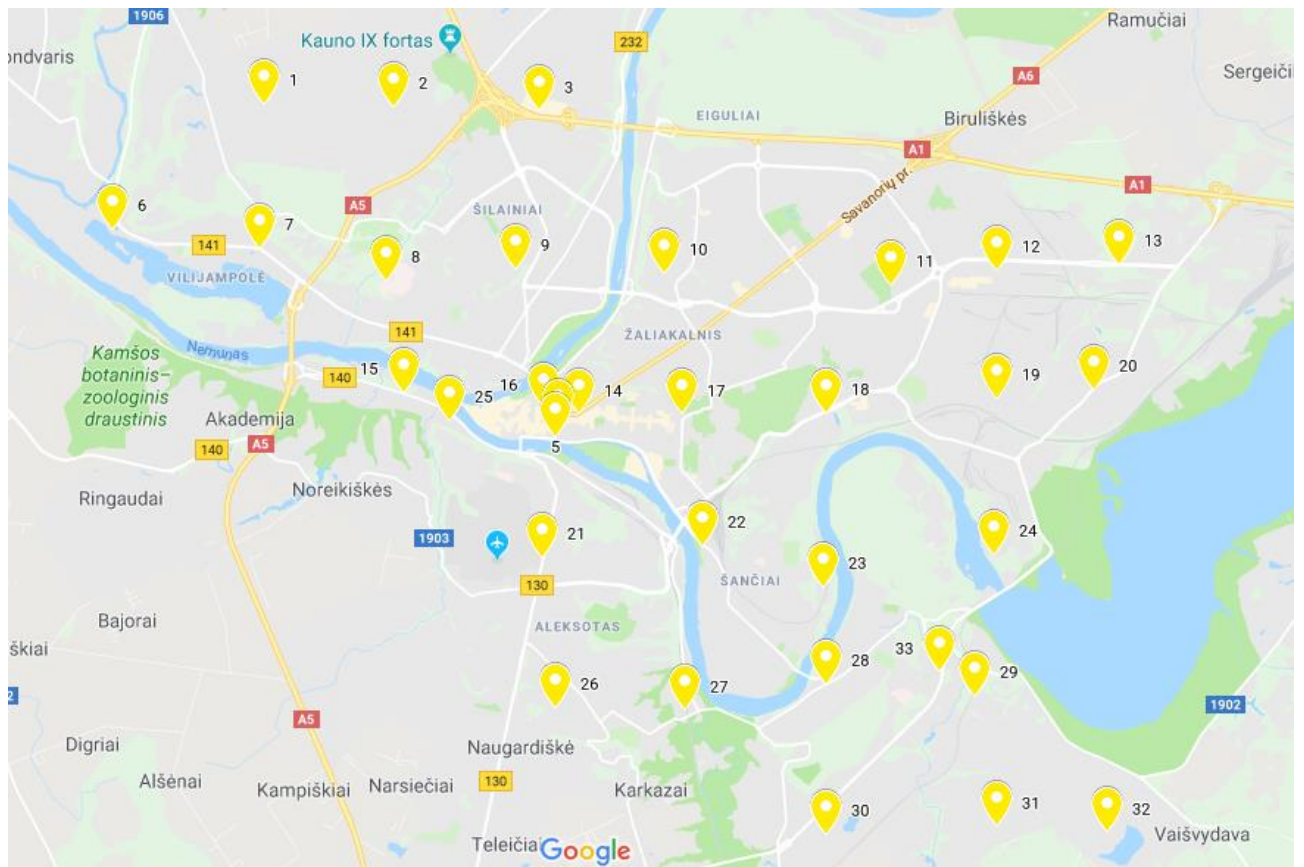 1906
232
Ramučiai
Kauno IX fortas
ondvaris
1
2
3
A6
Sergeičil
EIGULIAI
Biruliškės
A1
A1
Savanorių pr.
6
7
A5
ŠILAINIAI
141
8
9
10
11
12
13
VILIJAMPOLĖ
Nemunas
141
ŽALIAKALNIS
Kamšos
botaninis–
zoologinis
draustinis
15
140
16
14
17
18
19
20
25
Akademija
5
140
A5
Ringaudai
Noreikiškės
1903
21
22
24
23
ŠANČIAI
130
Bajorai
ALEKSOTAS
škiai
33
28
29
26
27
2
1902
A5
Digriai
Naugardiškė
Alšėnai
Kampiškiai
Narsiečiai
130
Karkazai
30
31
32
Teleičiai
Google
Vaišvydava